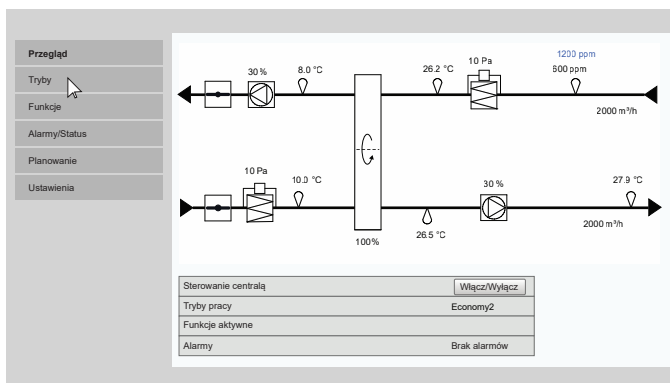 Przegląd
Tryby
Funkcje
Alarmy/Status
Planowanie
Ustawienia
1200 ppm
30 % 8.0 °C 26.2 °C 10 Pa 600 ppm
2000 m³/h
10 Pa 10.0 °C 30 % 27.9 °C
100% 26.5 °C 2000 m³/h
Sterowanie centralą Włącz/Wyłącz
Tryby pracy Economy2
Funkcje aktywne
Alarmy Brak alarmów